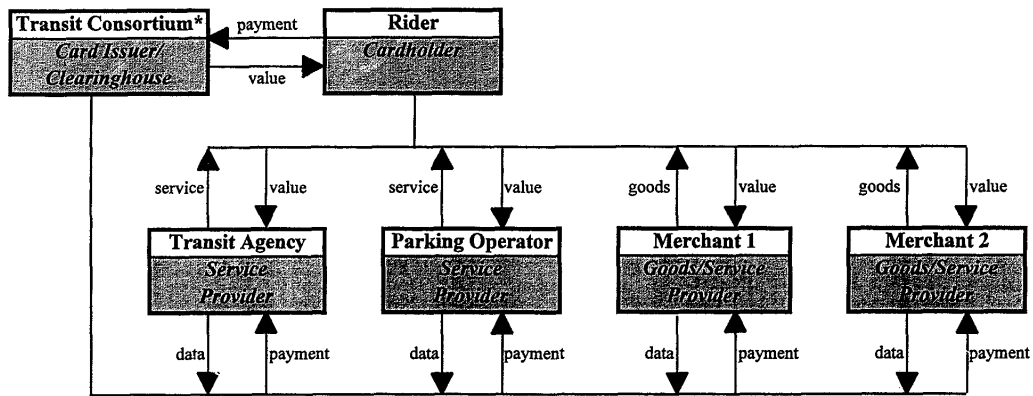 Transit Consortium*
payment
Rider
Card Issuer/
Clearinghouse
value
Cardholder
service
value
service
value
goods
value
goods
value
Transit Agency
Parking Operator
Merchant 1
Merchant 2
Service
Provider
Service
Provider
Goods/Service
Provider
Goods/Service
Provider
data
payment
data
payment
data
payment
data
payment